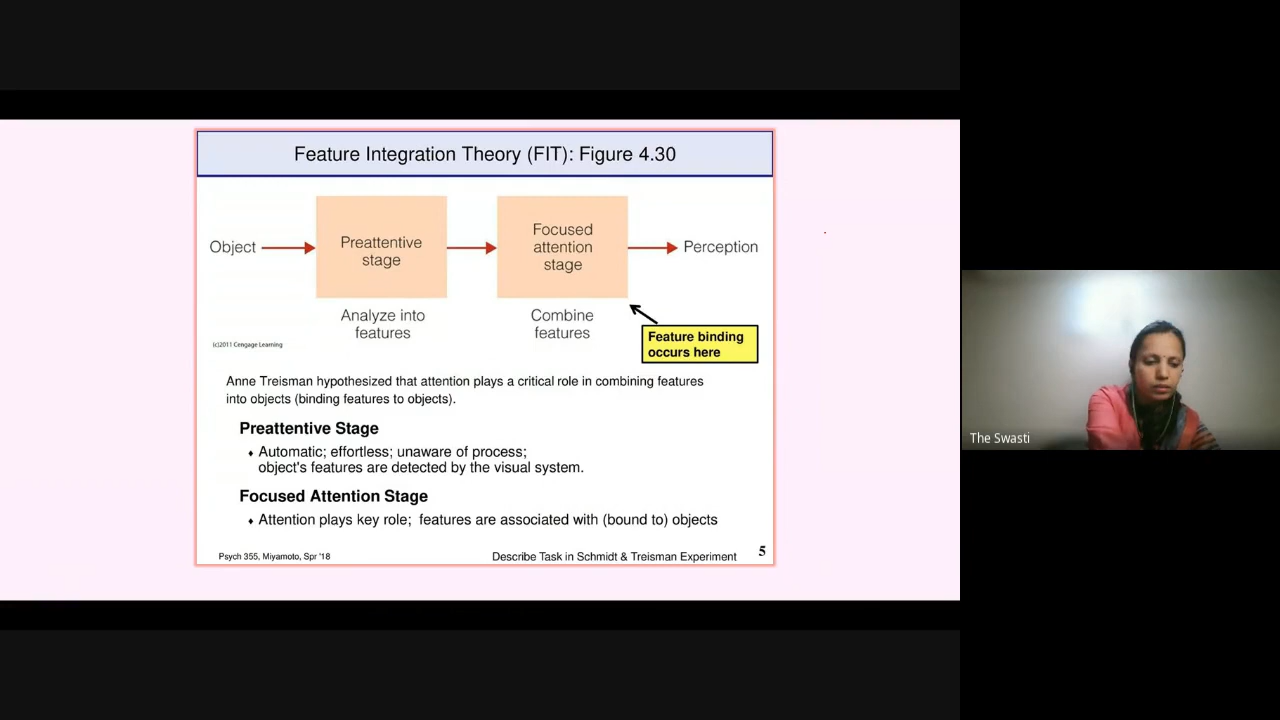 Feature Integration Theory (FIT): Figure 4.30
Object
Preattentive
stage
Focused
attention
stage
Perception
Analyze into
features
Combine
features
Feature binding
occurs here
(c)2011 Cengage Learning
Anne Treisman hypothesized that attention plays a critical role in combining features
into objects (binding features to objects).
Preattentive Stage
♦ Automatic; effortless; unaware of process;
object's features are detected by the visual system.
Focused Attention Stage
♦ Attention plays key role; features are associated with (bound to) objects
Psych 355, Miyamoto, Spr '18
Describe Task in Schmidt & Treisman Experiment
5
The Swasti